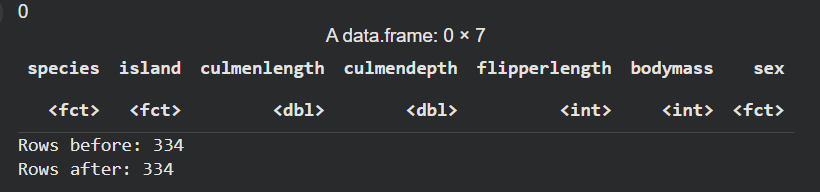 0
A data.frame: 0 × 7
species island culmenlength culmendepth flipperlength bodymass sex
<fct> <fct> <dbl> <dbl> <int> <int> <fct>
Rows before: 334
Rows after: 334